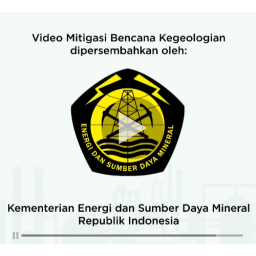 Video Mitigasi Bencana Kegeologian
dipersembahkan oleh:
ENERGI DAN SUMBER DAYA MINERAL
Kementerian Energi dan Sumber Daya Mineral
Republik Indonesia